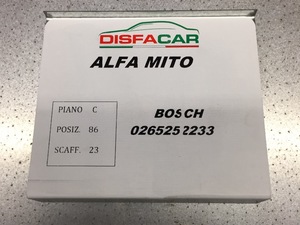 DISFACAR
ALFA MITO
PIANO C
POSIZ. 86
SCAFF. 23
BOSCH
0265252233